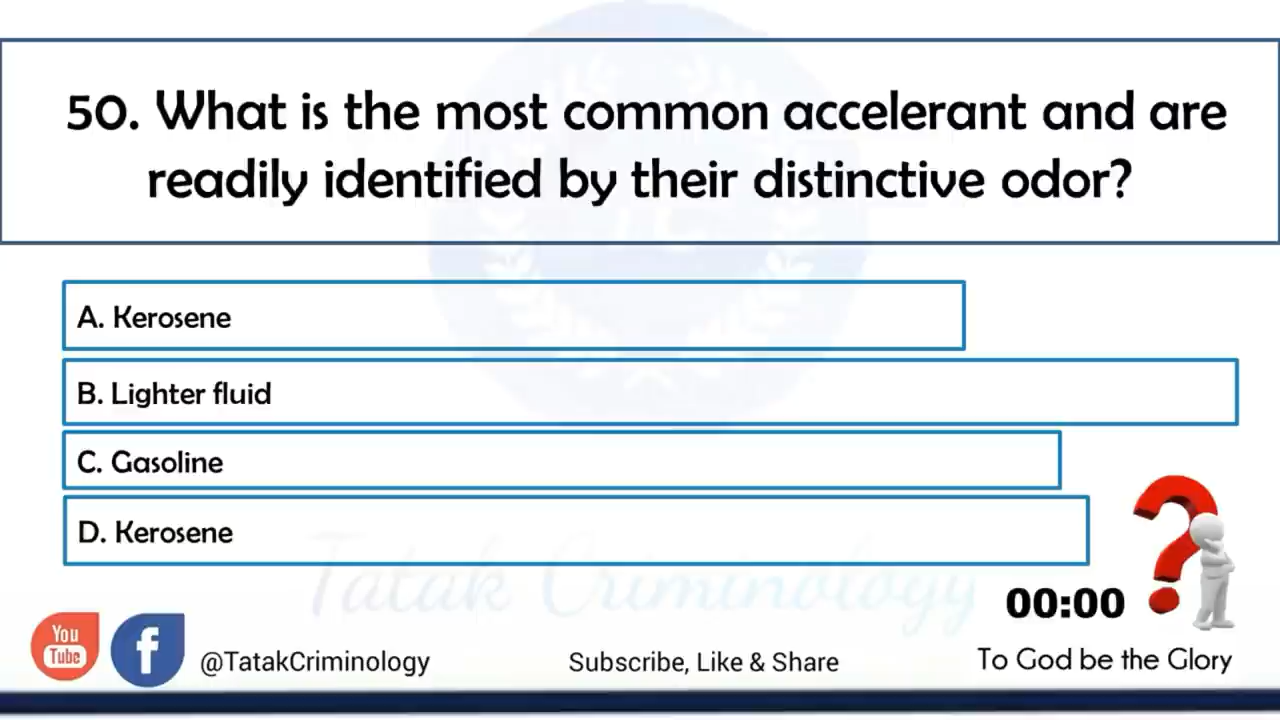 50. What is the most common accelerant and are
readily identified by their distinctive odor?
A. Kerosene
B. Lighter fluid
C. Gasoline
D. Kerosene
Tatak Criminology
00:00
You
Tube
f
@TatakCriminology
Subscribe, Like & Share
To God be the Glory